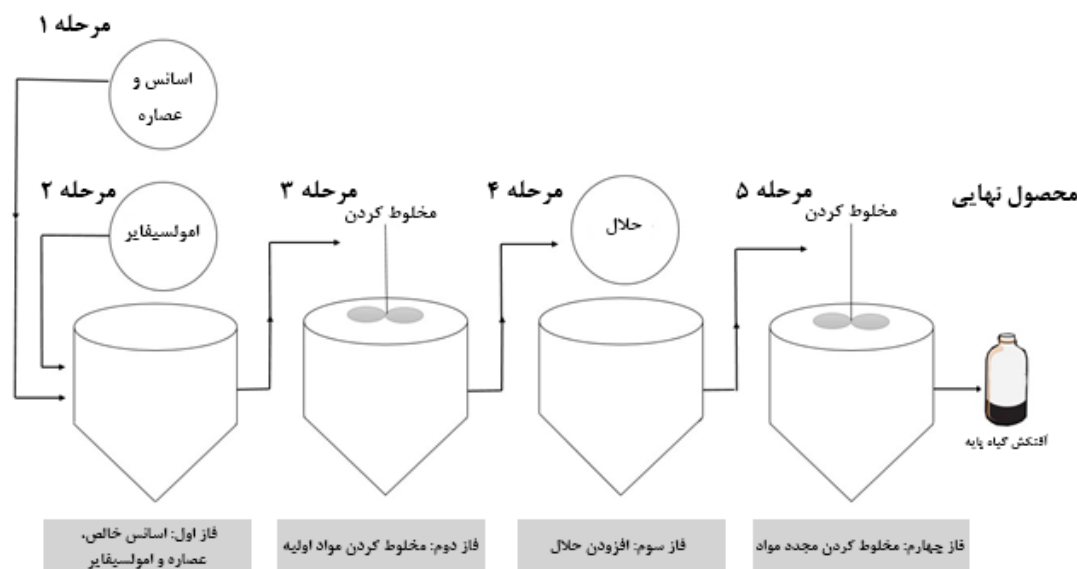 مرحله ۱
اسانس و
عصاره
مرحله ۲
امولسیفایر
مرحله ۳
مخلوط کردن
مرحله ۴
حلال
مرحله ۵
مخلوط کردن
محصول نهایی
آفتکش گیاه پایه
فاز اول: اسانس خالص،
عصاره و امولسیفایر
فاز دوم: مخلوط کردن مواد اولیه
فاز سوم: افزودن حلال
فاز چهارم: مخلوط کردن مجدد مواد